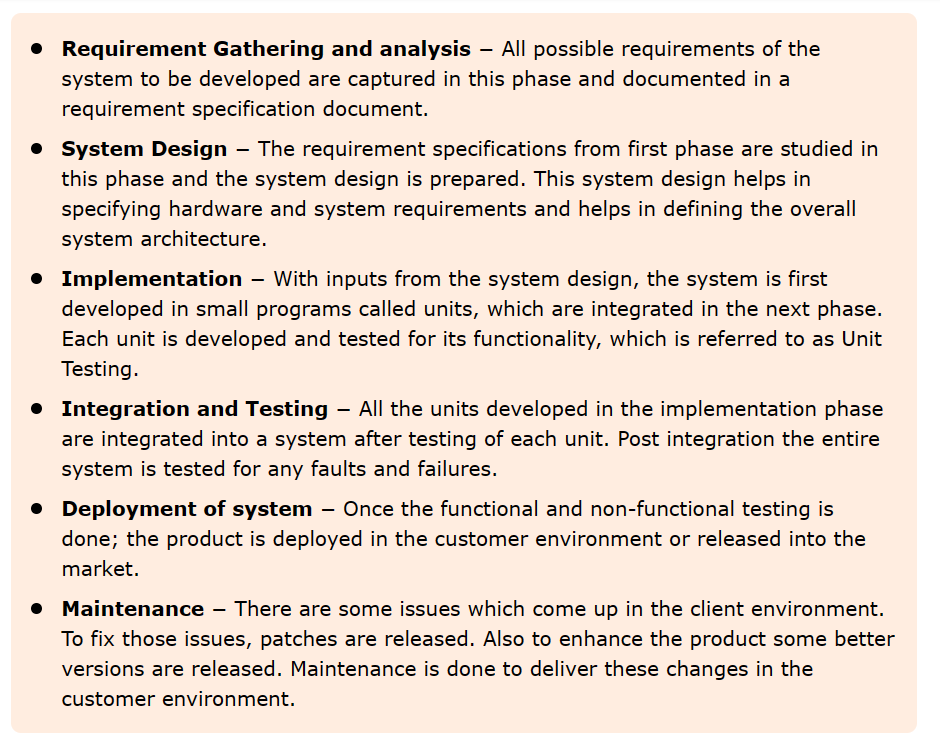 ● Requirement Gathering and analysis − All possible requirements of the
system to be developed are captured in this phase and documented in a
requirement specification document.
● System Design − The requirement specifications from first phase are studied in
this phase and the system design is prepared. This system design helps in
specifying hardware and system requirements and helps in defining the overall
system architecture.
● Implementation − With inputs from the system design, the system is first
developed in small programs called units, which are integrated in the next phase.
Each unit is developed and tested for its functionality, which is referred to as Unit
Testing.
● Integration and Testing − All the units developed in the implementation phase
are integrated into a system after testing of each unit. Post integration the entire
system is tested for any faults and failures.
● Deployment of system − Once the functional and non-functional testing is
done; the product is deployed in the customer environment or released into the
market.
● Maintenance − There are some issues which come up in the client environment.
To fix those issues, patches are released. Also to enhance the product some better
versions are released. Maintenance is done to deliver these changes in the
customer environment.